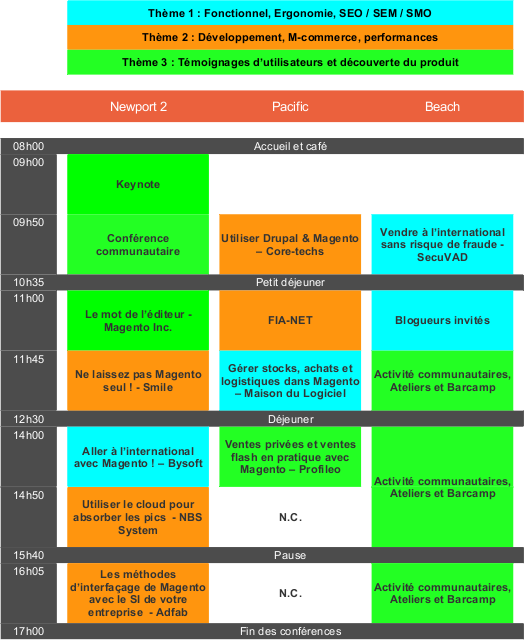 Thème 1 : Fonctionnel, Ergonomie, SEO / SEM / SMO
Thème 2 : Développement, M-commerce, performances
Thème 3 : Témoignages d'utilisateurs et découverte du produit
Newport 2
Pacific
Beach
08h00
Accueil et café
09h00
Keynote
09h50
Conférence
communautaire
Utiliser Drupal & Magento
– Core-techs
Vendre à l'international
sans risque de fraude -
SecuVAD
10h35
Petit déjeuner
11h00
Le mot de l'éditeur -
Magento Inc.
FIA-NET
Blogueurs invités
11h45
Ne laissez pas Magento
seul ! - Smile
Gérer stocks, achats et
logistiques dans Magento
– Maison du Logiciel
Activité communautaires,
Ateliers et Barcamp
12h30
Déjeuner
14h00
Aller à l'international
avec Magento ! – Bysoft
Ventes privées et ventes
flash en pratique avec
Magento – Profileo
Activité communautaires,
Ateliers et Barcamp
14h50
Utiliser le cloud pour
absorber les pics - NBS
System
N.C.
15h40
Pause
16h05
Les méthodes
d'interfaçage de Magento
avec le SI de votre
entreprise - Adfab
N.C.
Activité communautaires,
Ateliers et Barcamp
17h00
Fin des conférences